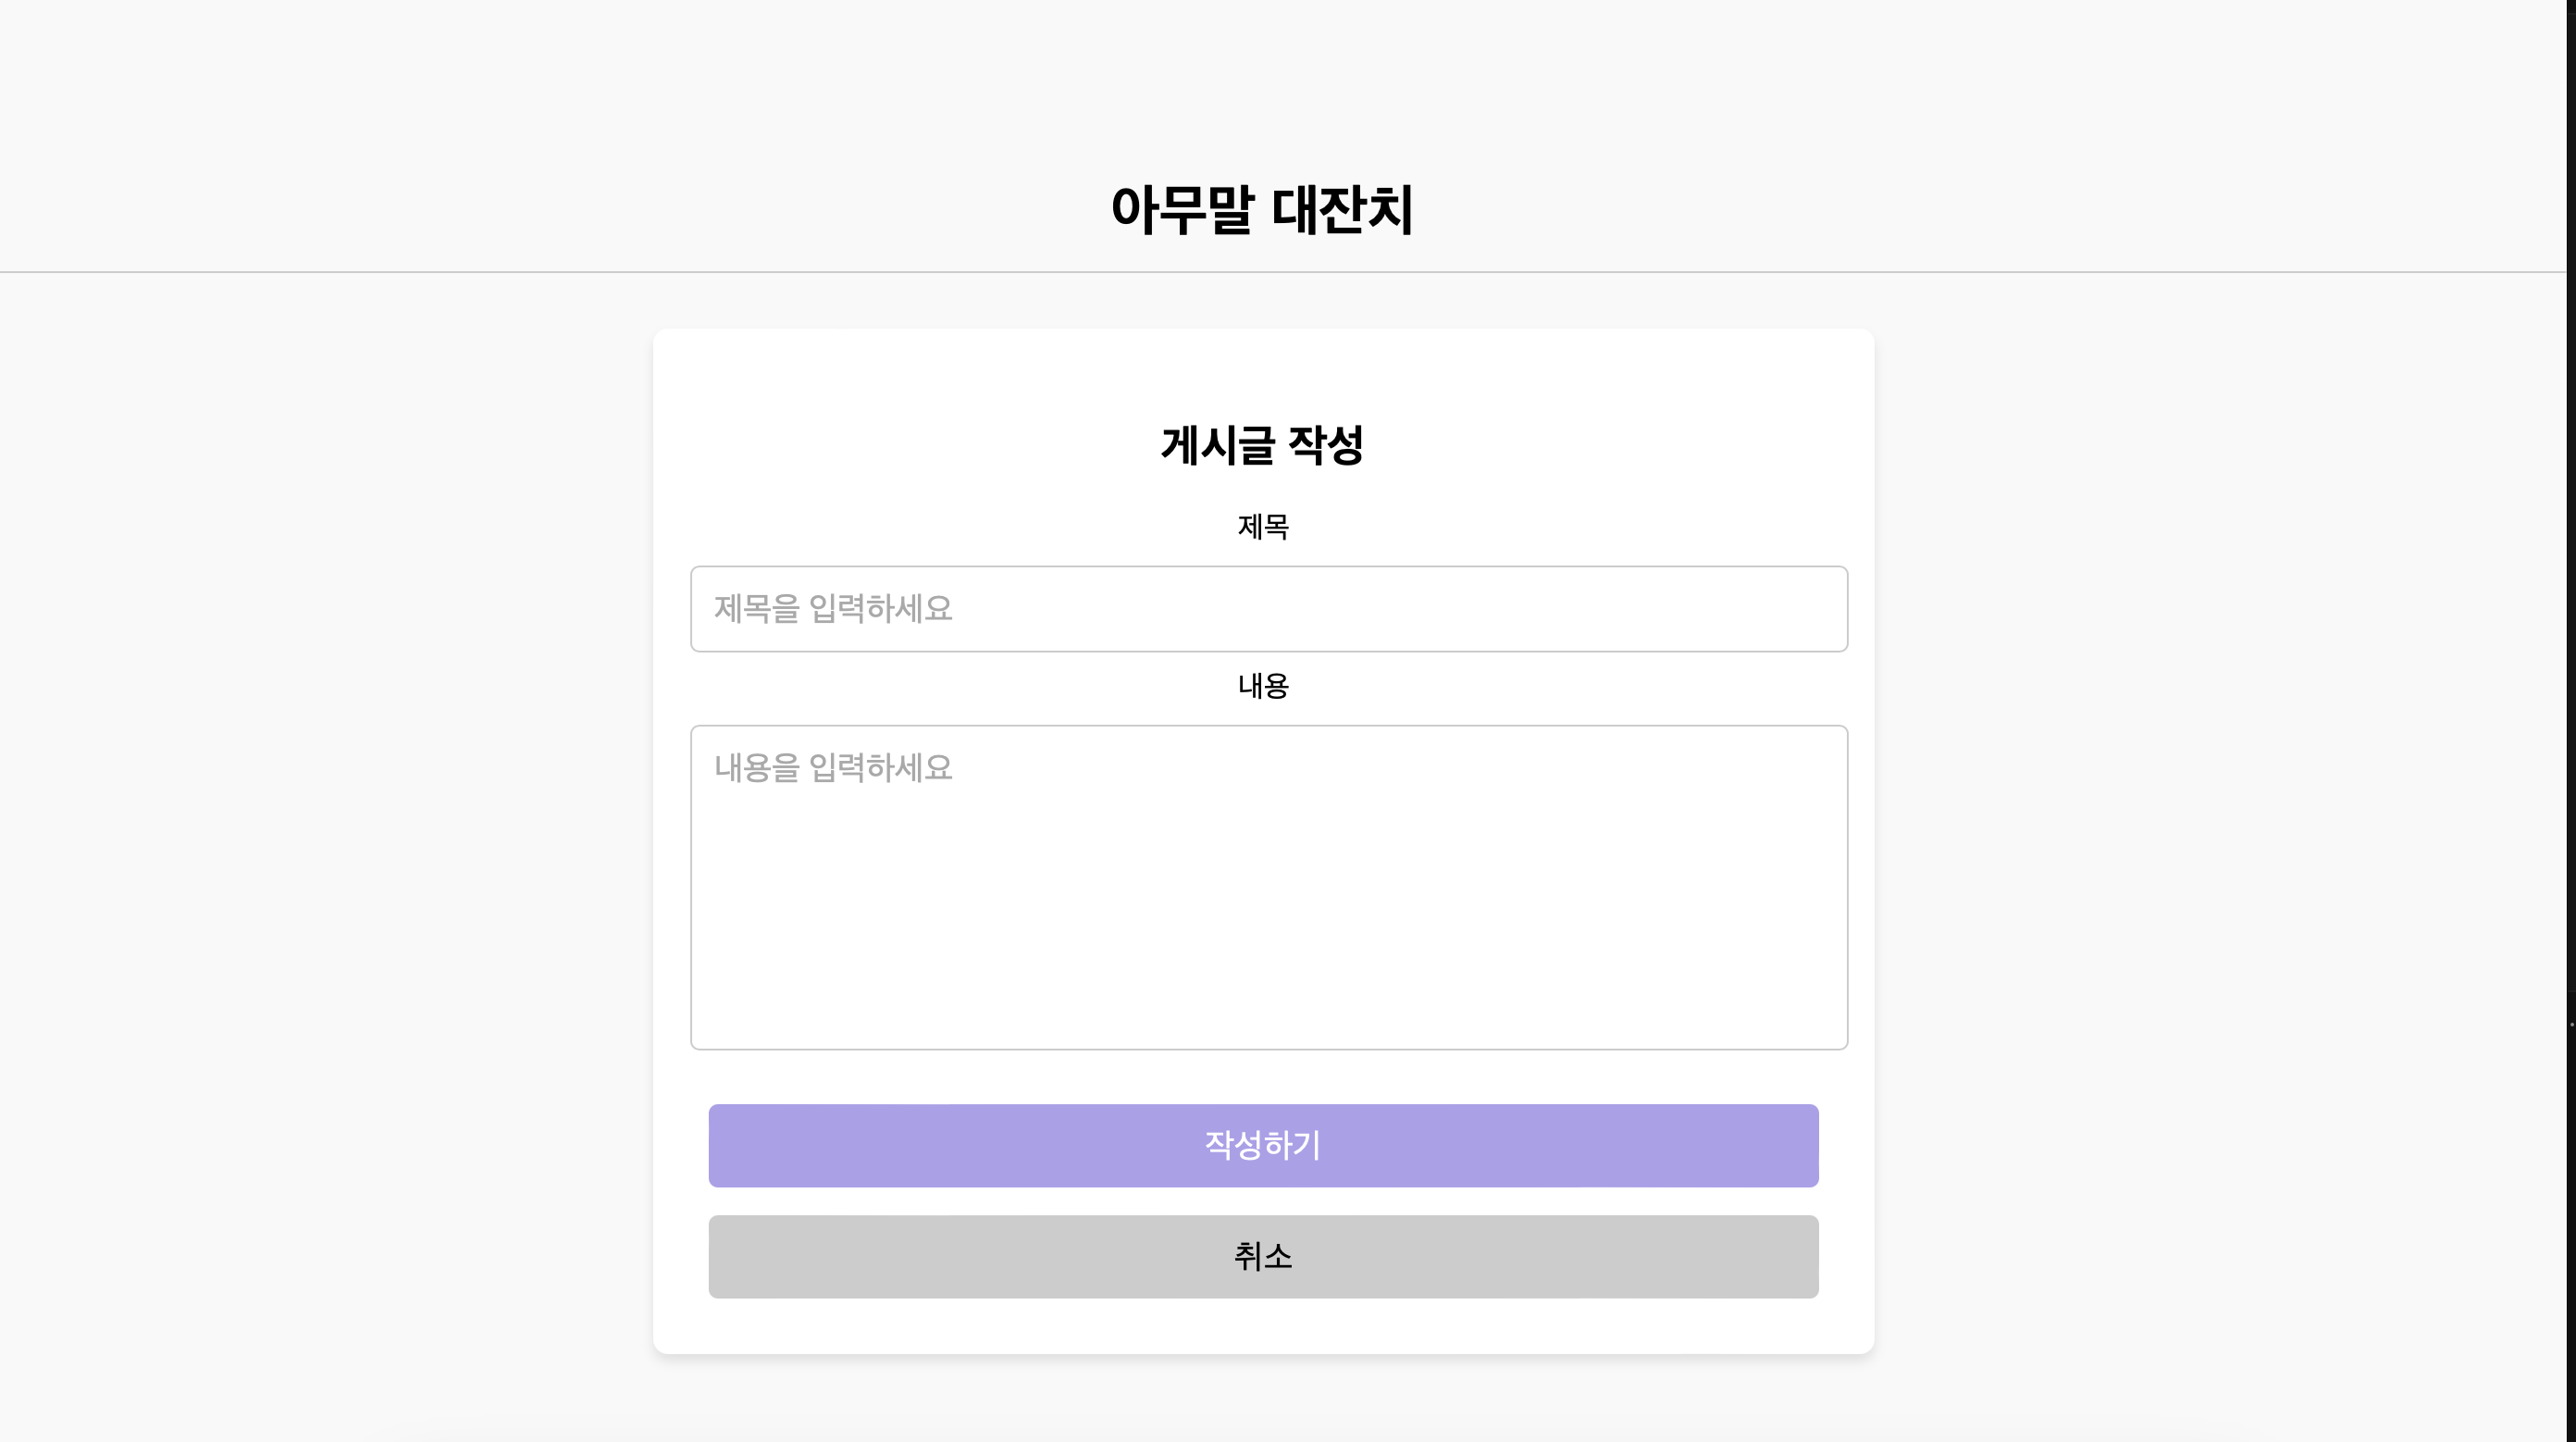 아무말 대잔치
게시글 작성
제목
제목을 입력하세요
내용
내용을 입력하세요
작성하기
취소